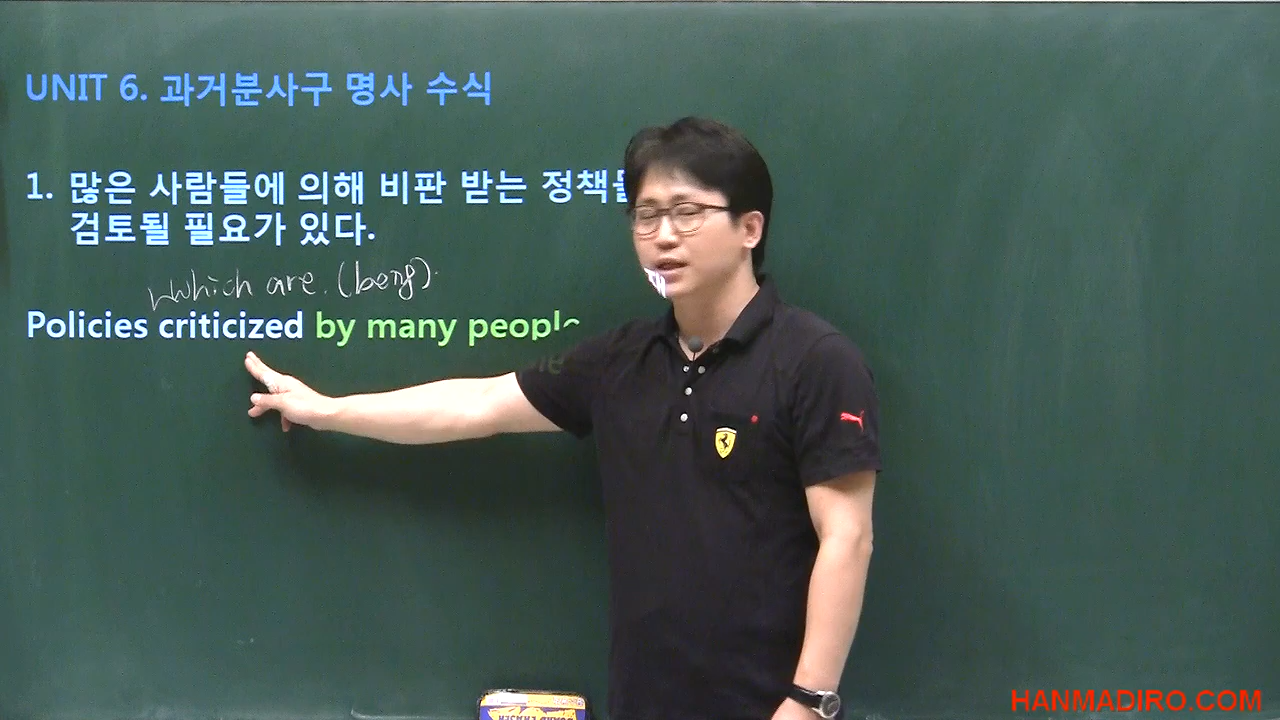 UNIT 6. 과거분사구 명사 수식
1. 많은 사람들에 의해 비판 받는 정책들
검토될 필요가 있다.
which are (being)
Policies criticized by many people
HANMADIRO.COM